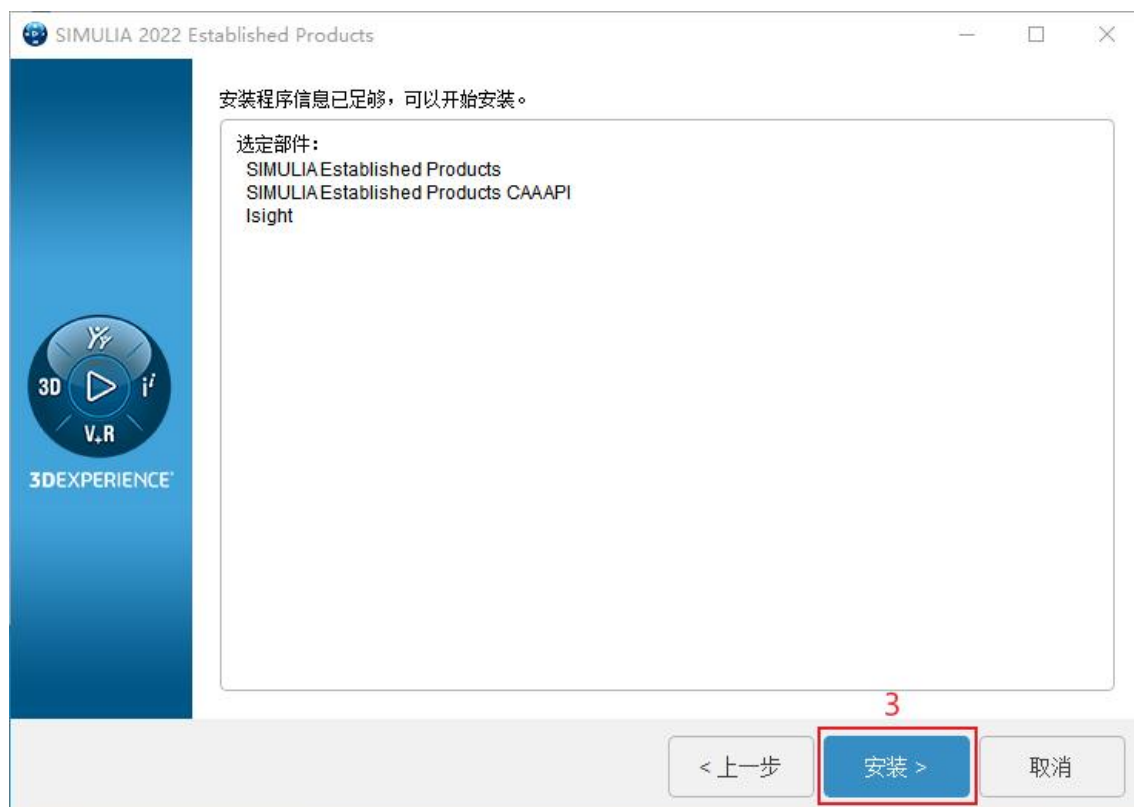 SIMULIA 2022 Established Products
安装程序信息已足够，可以开始安装。
选定部件：
SIMULIA Established Products
SIMULIA Established Products CAAAPI
Isight
3D
i
V+R
3DEXPERIENCE
3
< 上一步
安装 >
取消